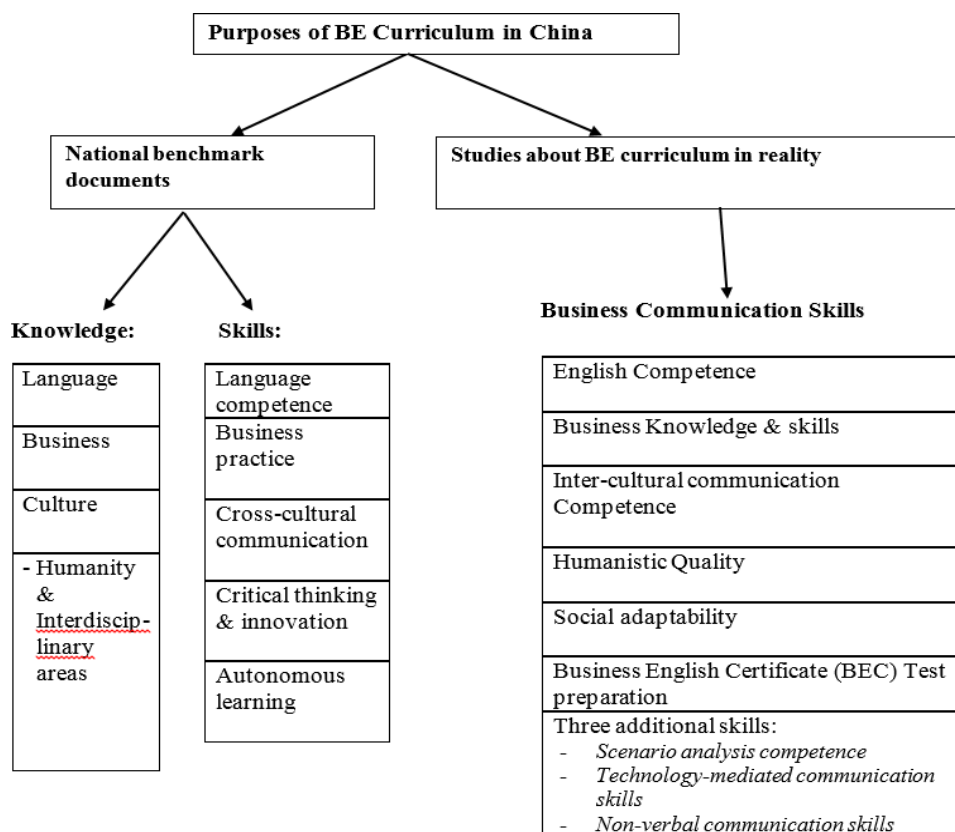 Purposes of BE Curriculum in China
National benchmark
documents
Studies about BE curriculum in reality
Knowledge:
Language
Business
Culture
- Humanity
&
Interdiscip-
linary
areas
Skills:
Language
competence
Business
practice
Cross-cultural
communication
Critical thinking
& innovation
Autonomous
learning
Business Communication Skills
English Competence
Business Knowledge & skills
Inter-cultural communication
Competence
Humanistic Quality
Social adaptability
Business English Certificate (BEC) Test
preparation
Three additional skills:
- Scenario analysis competence
- Technology-mediated communication
skills
- Non-verbal communication skills